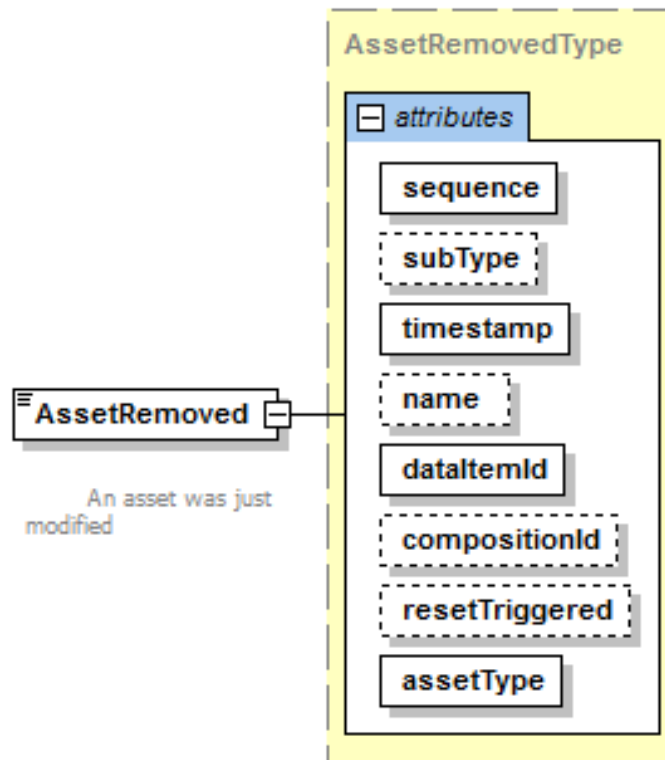 AssetRemovedType
attributes
sequence
subType
timestamp
AssetRemoved
name
dataItemId
An asset was just
modified
compositionId
resetTriggered
assetType